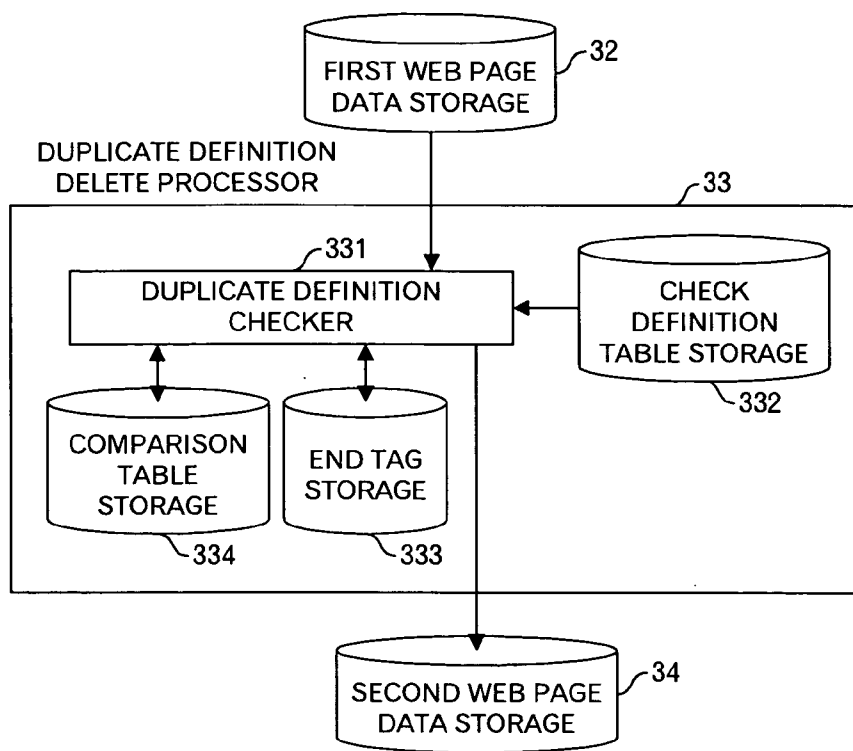 FIRST WEB PAGE
DATA STORAGE
32
DUPLICATE DEFINITION
DELETE PROCESSOR
33
331
DUPLICATE DEFINITION
CHECKER
CHECK
DEFINITION
TABLE STORAGE
332
COMPARISON
TABLE
STORAGE
334
END TAG
STORAGE
333
SECOND WEB PAGE
DATA STORAGE
34